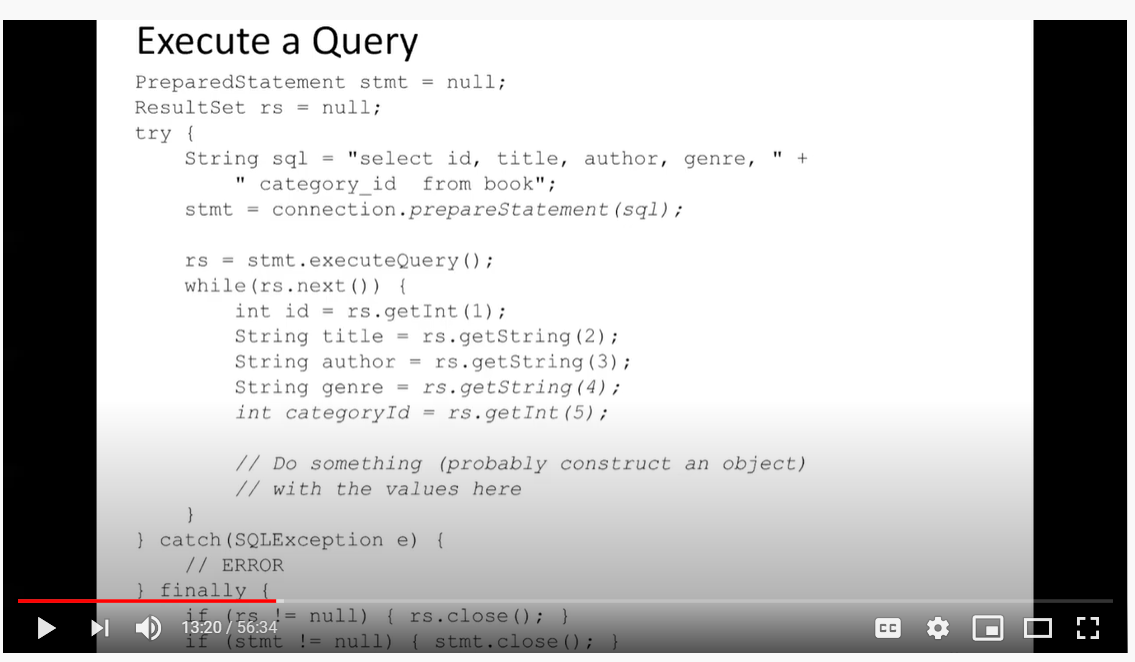 Execute a Query
PreparedStatement stmt = null;
ResultSet rs = null;
try {
    String sql = "select id, title, author, genre, " +
        " category_id  from book";
    stmt = connection.prepareStatement(sql);
    rs = stmt.executeQuery();
    while(rs.next()) {
        int id = rs.getInt(1);
        String title = rs.getString(2);
        String author = rs.getString(3);
        String genre = rs.getString(4);
        int categoryId = rs.getInt(5);
        // Do something (probably construct an object)
        // with the values here
    }
} catch(SQLException e) {
    // ERROR
} finally {
    if (rs != null) { rs.close(); }
13:20 / 56:34
CC
    if (stmt != null) { stmt.close(); }